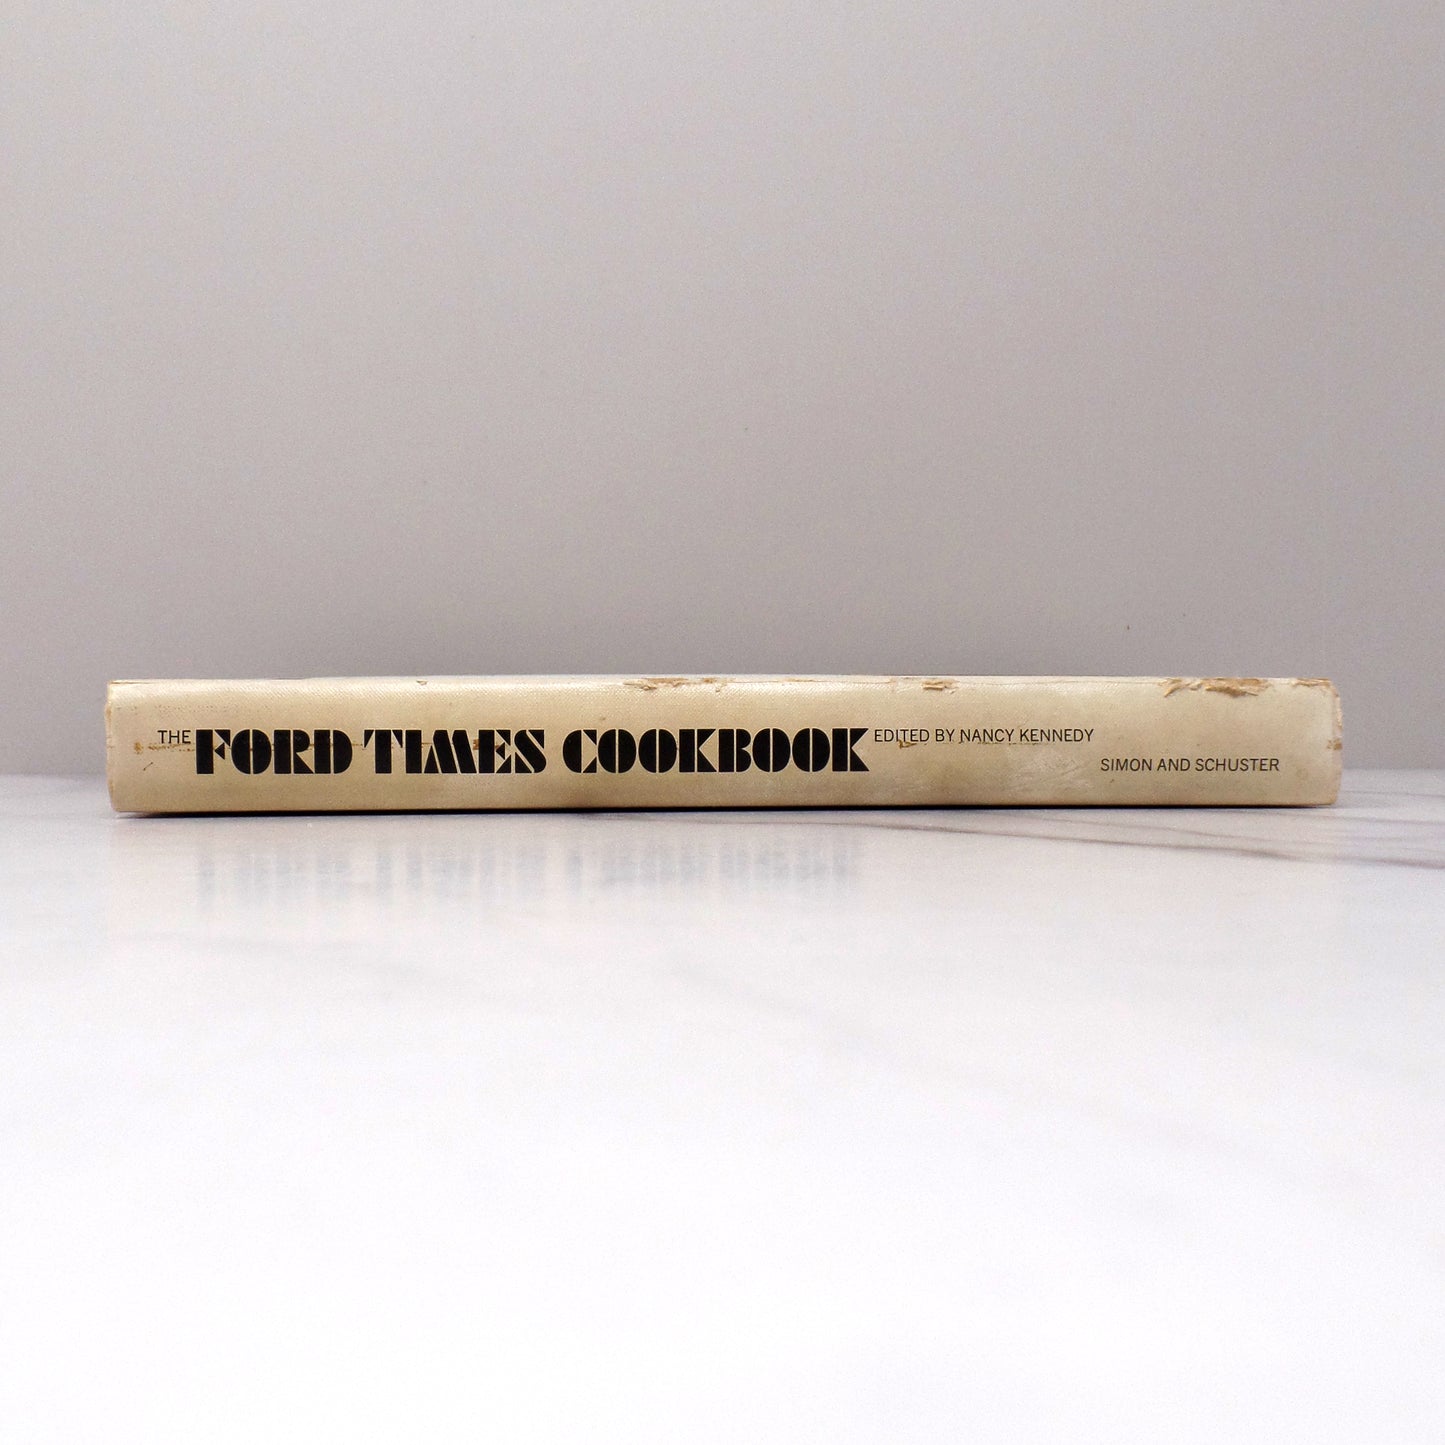 THE FORD TIMES COOKBOOK EDITED BY NANCY KENNEDY
SIMON AND SCHUSTER